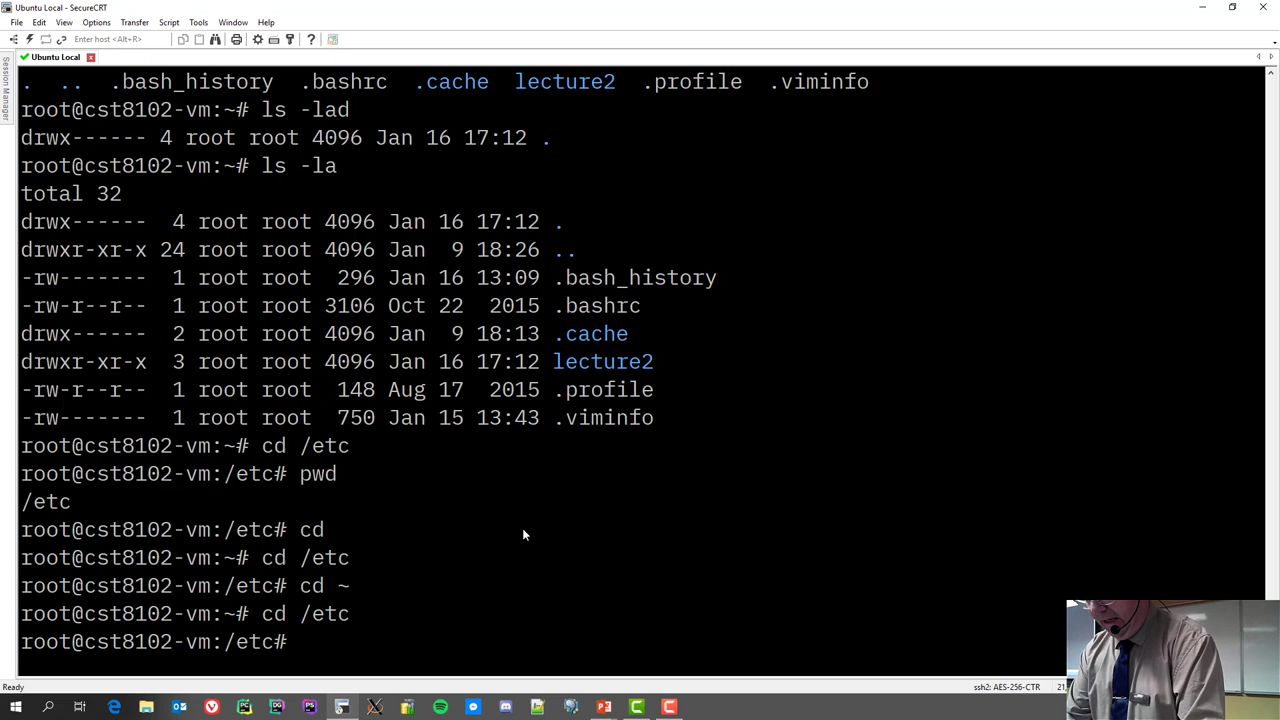 Ubuntu Local - SecureCRT
File Edit View Options Transfer Script Tools Window Help
Enter host <Alt+R>
Ubuntu Local
Session Manager
. .. .bash_history .bashrc .cache lecture2 .profile .viminfo
root@cst8102-vm:~# ls -lad
drwx------ 4 root root 4096 Jan 16 17:12 .
root@cst8102-vm:~# ls -la
total 32
drwx------ 4 root root 4096 Jan 16 17:12 .
drwxr-xr-x 24 root root 4096 Jan 9 18:26 ..
-rw------- 1 root root 296 Jan 16 13:09 .bash_history
-rw-r--r-- 1 root root 3106 Oct 22 2015 .bashrc
drwx------ 2 root root 4096 Jan 9 18:13 .cache
drwxr-xr-x 3 root root 4096 Jan 16 17:12 lecture2
-rw-r--r-- 1 root root 148 Aug 17 2015 .profile
-rw------- 1 root root 750 Jan 15 13:43 .viminfo
root@cst8102-vm:~# cd /etc
root@cst8102-vm:/etc# pwd
/etc
root@cst8102-vm:/etc# cd
root@cst8102-vm:~# cd /etc
root@cst8102-vm:/etc# cd ~
root@cst8102-vm:~# cd /etc
root@cst8102-vm:/etc#
Ready
ssh2: AES-256-CTR
21,